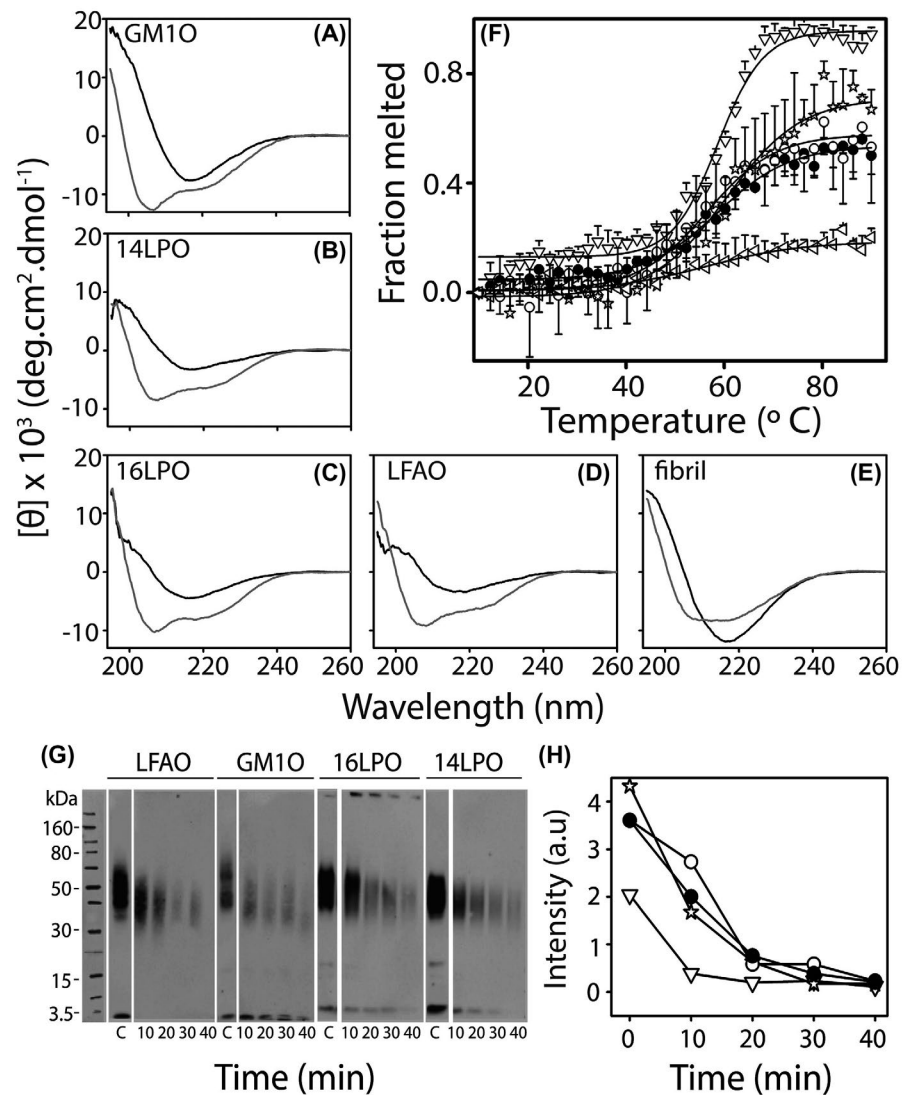 GM1O (A)
20
10
0
-10
14LPO (B)
20
10
0
-10
16LPO (C)
20
10
0
-10
200 220 240 260
LFAO (D)
200 220 240 260
fibril (E)
200 220 240 260
[θ] x 10³ (deg.cm².dmol⁻¹)
Wavelength (nm)
(F)
Fraction melted
0.8
0.4
0.0
20 40 60 80
Temperature (º C)
(G)
LFAO GM1O 16LPO 14LPO
kDa
160-
80-
50-
30-
15-
3.5-
C 10 20 30 40 C 10 20 30 40 C 10 20 30 40 C 10 20 30 40
Time (min)
(H)
Intensity (a.u)
4
3
2
1
0
0 10 20 30 40
Time (min)